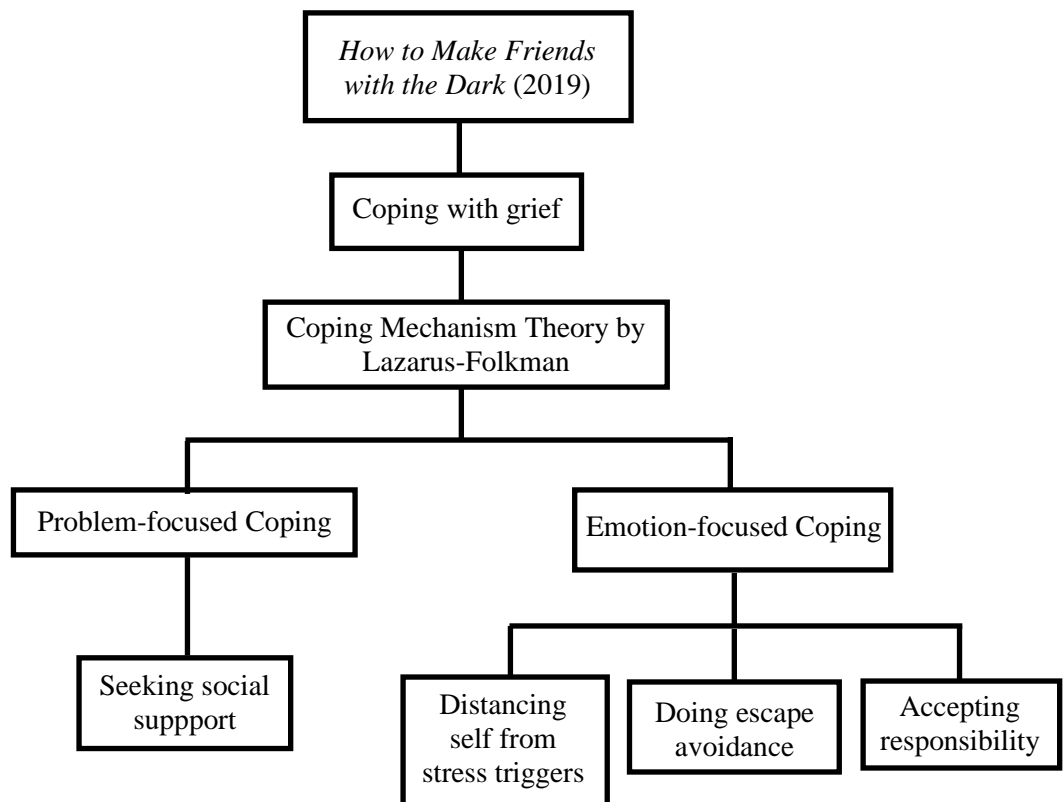 How to Make Friends
with the Dark (2019)
Coping with grief
Coping Mechanism Theory by
Lazarus-Folkman
Problem-focused Coping
Emotion-focused Coping
Seeking social
suppport
Distancing
self from
stress triggers
Doing escape
avoidance
Accepting
responsibility